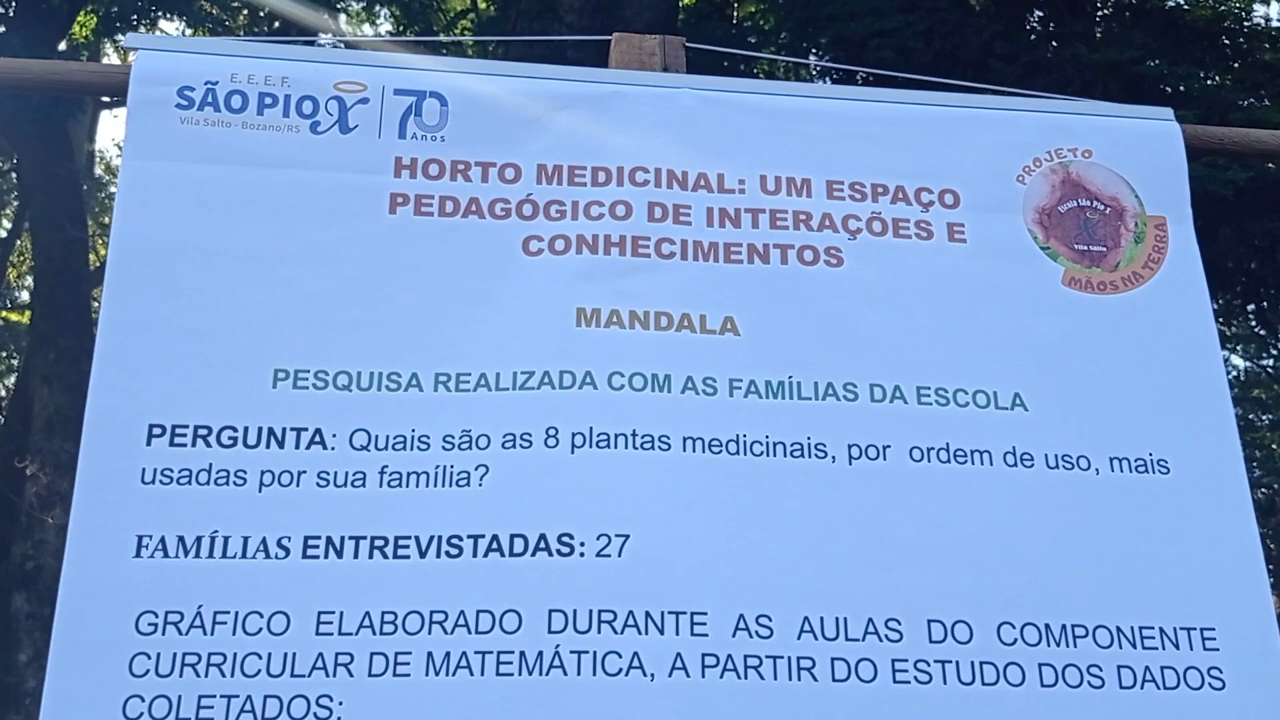 E. E. E. F.
SÃO PIO X
Vila Salto - Bozano/RS
70
Anos
PROJETO
Escola São Pio X
Vila Salto
MÃOS NA TERRA
HORTO MEDICINAL: UM ESPAÇO
PEDAGÓGICO DE INTERAÇÕES E
CONHECIMENTOS
MANDALA
PESQUISA REALIZADA COM AS FAMÍLIAS DA ESCOLA
PERGUNTA: Quais são as 8 plantas medicinais, por ordem de uso, mais
usadas por sua família?
FAMÍLIAS ENTREVISTADAS: 27
GRÁFICO ELABORADO DURANTE AS AULAS DO COMPONENTE
CURRICULAR DE MATEMÁTICA, A PARTIR DO ESTUDO DOS DADOS
COLETADOS: